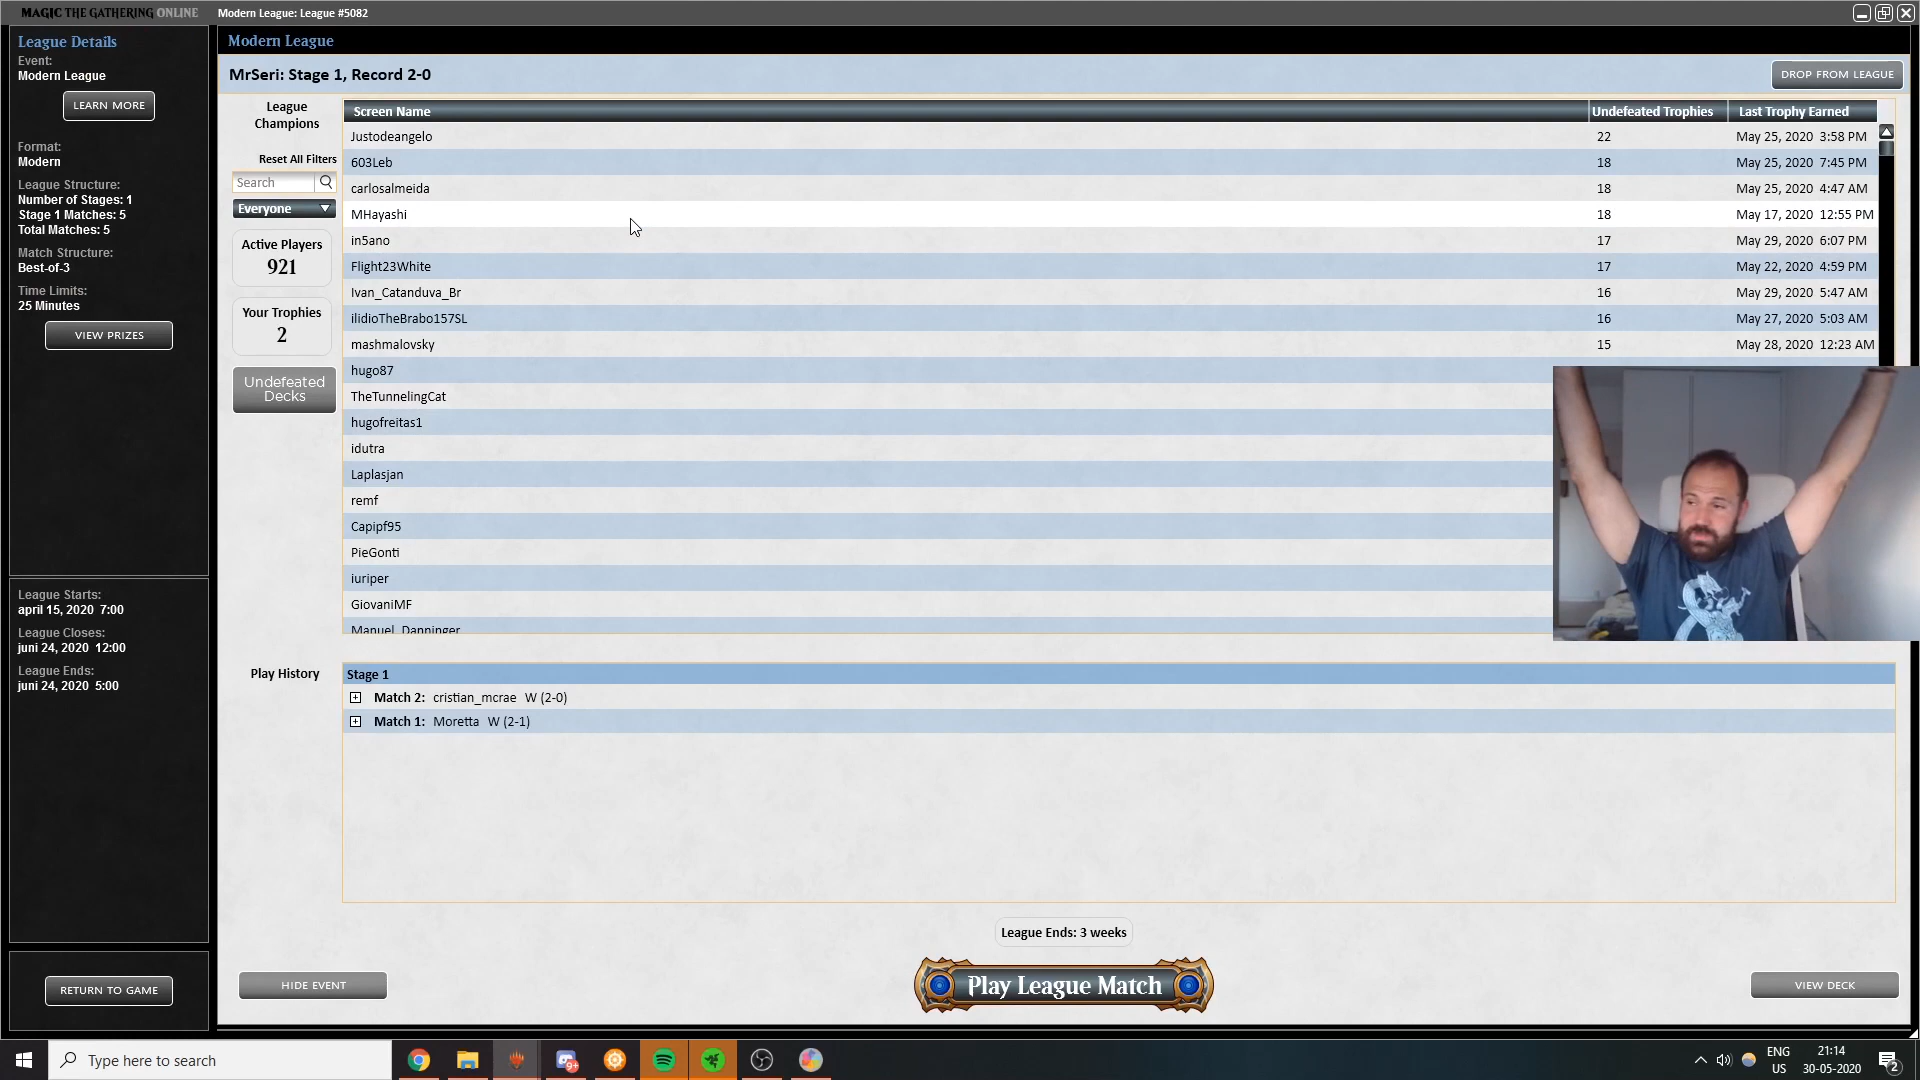 MAGIC THE GATHERING ONLINE
Modern League: League #5082
League Details
Event:
Modern League
LEARN MORE
Format:
Modern
League Structure:
Number of Stages: 1
Stage 1 Matches: 5
Total Matches: 5
Match Structure:
Best-of-3
Time Limits:
25 Minutes
VIEW PRIZES
League Starts:
april 15, 2020 7:00
League Closes:
juni 24, 2020 12:00
League Ends:
juni 24, 2020 5:00
RETURN TO GAME
Modern League
MrSeri: Stage 1, Record 2-0
DROP FROM LEAGUE
League
Champions
Reset All Filters
Search
Everyone
Active Players
921
Your Trophies
2
Undefeated
Decks
Screen Name Undefeated Trophies Last Trophy Earned
Justodeangelo 22 May 25, 2020 3:58 PM
603Leb 18 May 25, 2020 7:45 PM
carlosalmeida 18 May 25, 2020 4:47 AM
MHayashi 18 May 17, 2020 12:55 PM
in5ano 17 May 29, 2020 6:07 PM
Flight23White 17 May 22, 2020 4:59 PM
Ivan_Catanduva_Br 16 May 29, 2020 5:47 AM
ilidioTheBrabo157SL 16 May 27, 2020 5:03 AM
mashmalovsky 15 May 28, 2020 12:23 AM
hugo87
TheTunnelingCat
hugofreitas1
idutra
Laplasjan
remf
Capipf95
PieGonti
iuriper
GiovaniMF
Manuel_Danninger
Play History
Stage 1
Match 2: cristian_mcrae W (2-0)
Match 1: Moretta W (2-1)
League Ends: 3 weeks
HIDE EVENT
Play League Match
VIEW DECK
Type here to search
9+
ENG
US
21:14
30-05-2020
2